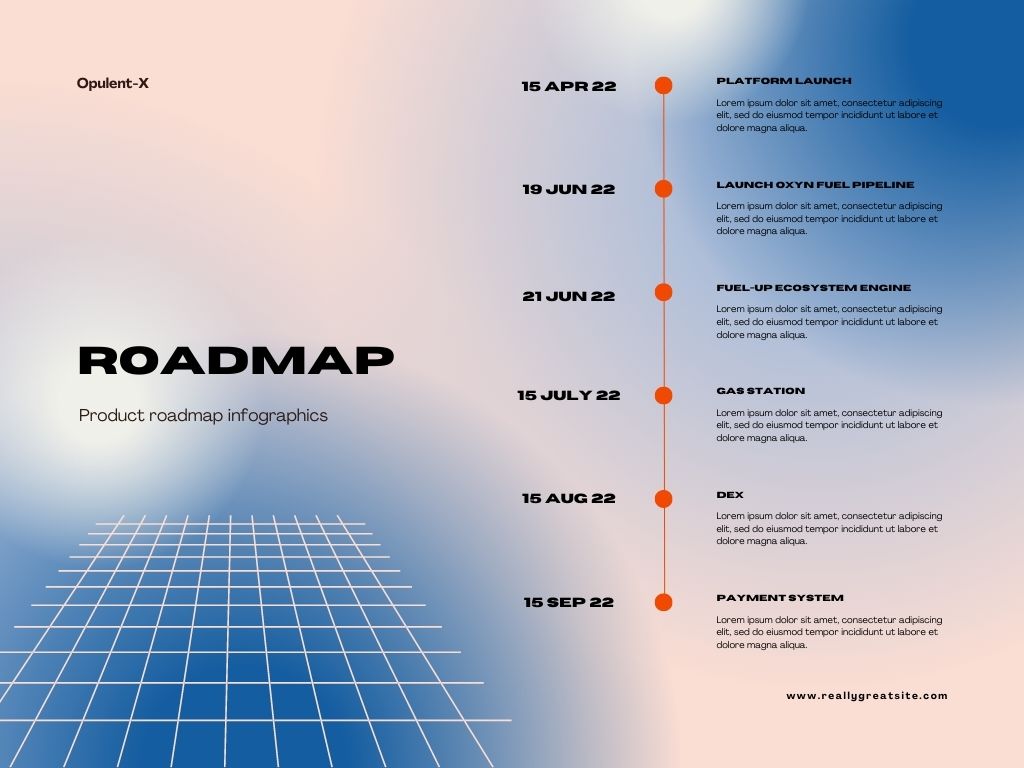 Opulent-X
ROADMAP
Product roadmap infographics
15 APR 22
PLATFORM LAUNCH
Lorem ipsum dolor sit amet, consectetur adipiscing
elit, sed do eiusmod tempor incididunt ut labore et
dolore magna aliqua.
19 JUN 22
LAUNCH OXYN FUEL PIPELINE
Lorem ipsum dolor sit amet, consectetur adipiscing
elit, sed do eiusmod tempor incididunt ut labore et
dolore magna aliqua.
21 JUN 22
FUEL-UP ECOSYSTEM ENGINE
Lorem ipsum dolor sit amet, consectetur adipiscing
elit, sed do eiusmod tempor incididunt ut labore et
dolore magna aliqua.
15 JULY 22
GAS STATION
Lorem ipsum dolor sit amet, consectetur adipiscing
elit, sed do eiusmod tempor incididunt ut labore et
dolore magna aliqua.
15 AUG 22
DEX
Lorem ipsum dolor sit amet, consectetur adipiscing
elit, sed do eiusmod tempor incididunt ut labore et
dolore magna aliqua.
15 SEP 22
PAYMENT SYSTEM
Lorem ipsum dolor sit amet, consectetur adipiscing
elit, sed do eiusmod tempor incididunt ut labore et
dolore magna aliqua.
www.reallygreatsite.com